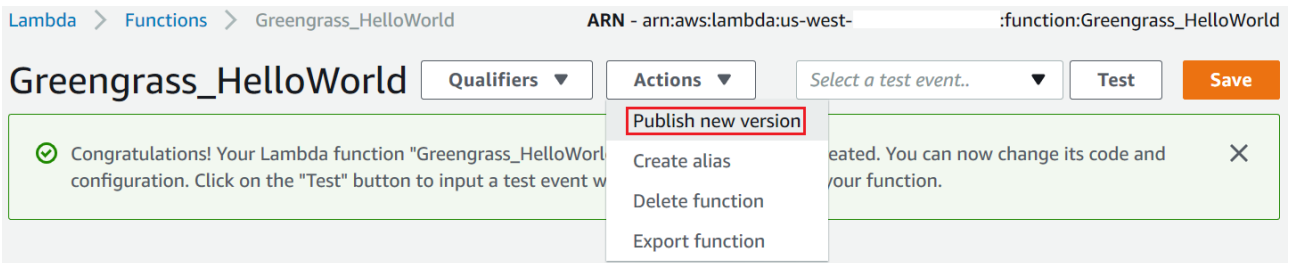 Lambda > Functions > Greengrass_HelloWorld ARN - arn:aws:lambda:us-west- :function:Greengrass_HelloWorld
Greengrass_HelloWorld Qualifiers Actions Select a test event.. Test Save
Publish new version
Congratulations! Your Lambda function "Greengrass_HelloWorl eated. You can now change its code and
Create alias
configuration. Click on the "Test" button to input a test event w your function.
Delete function
Export function